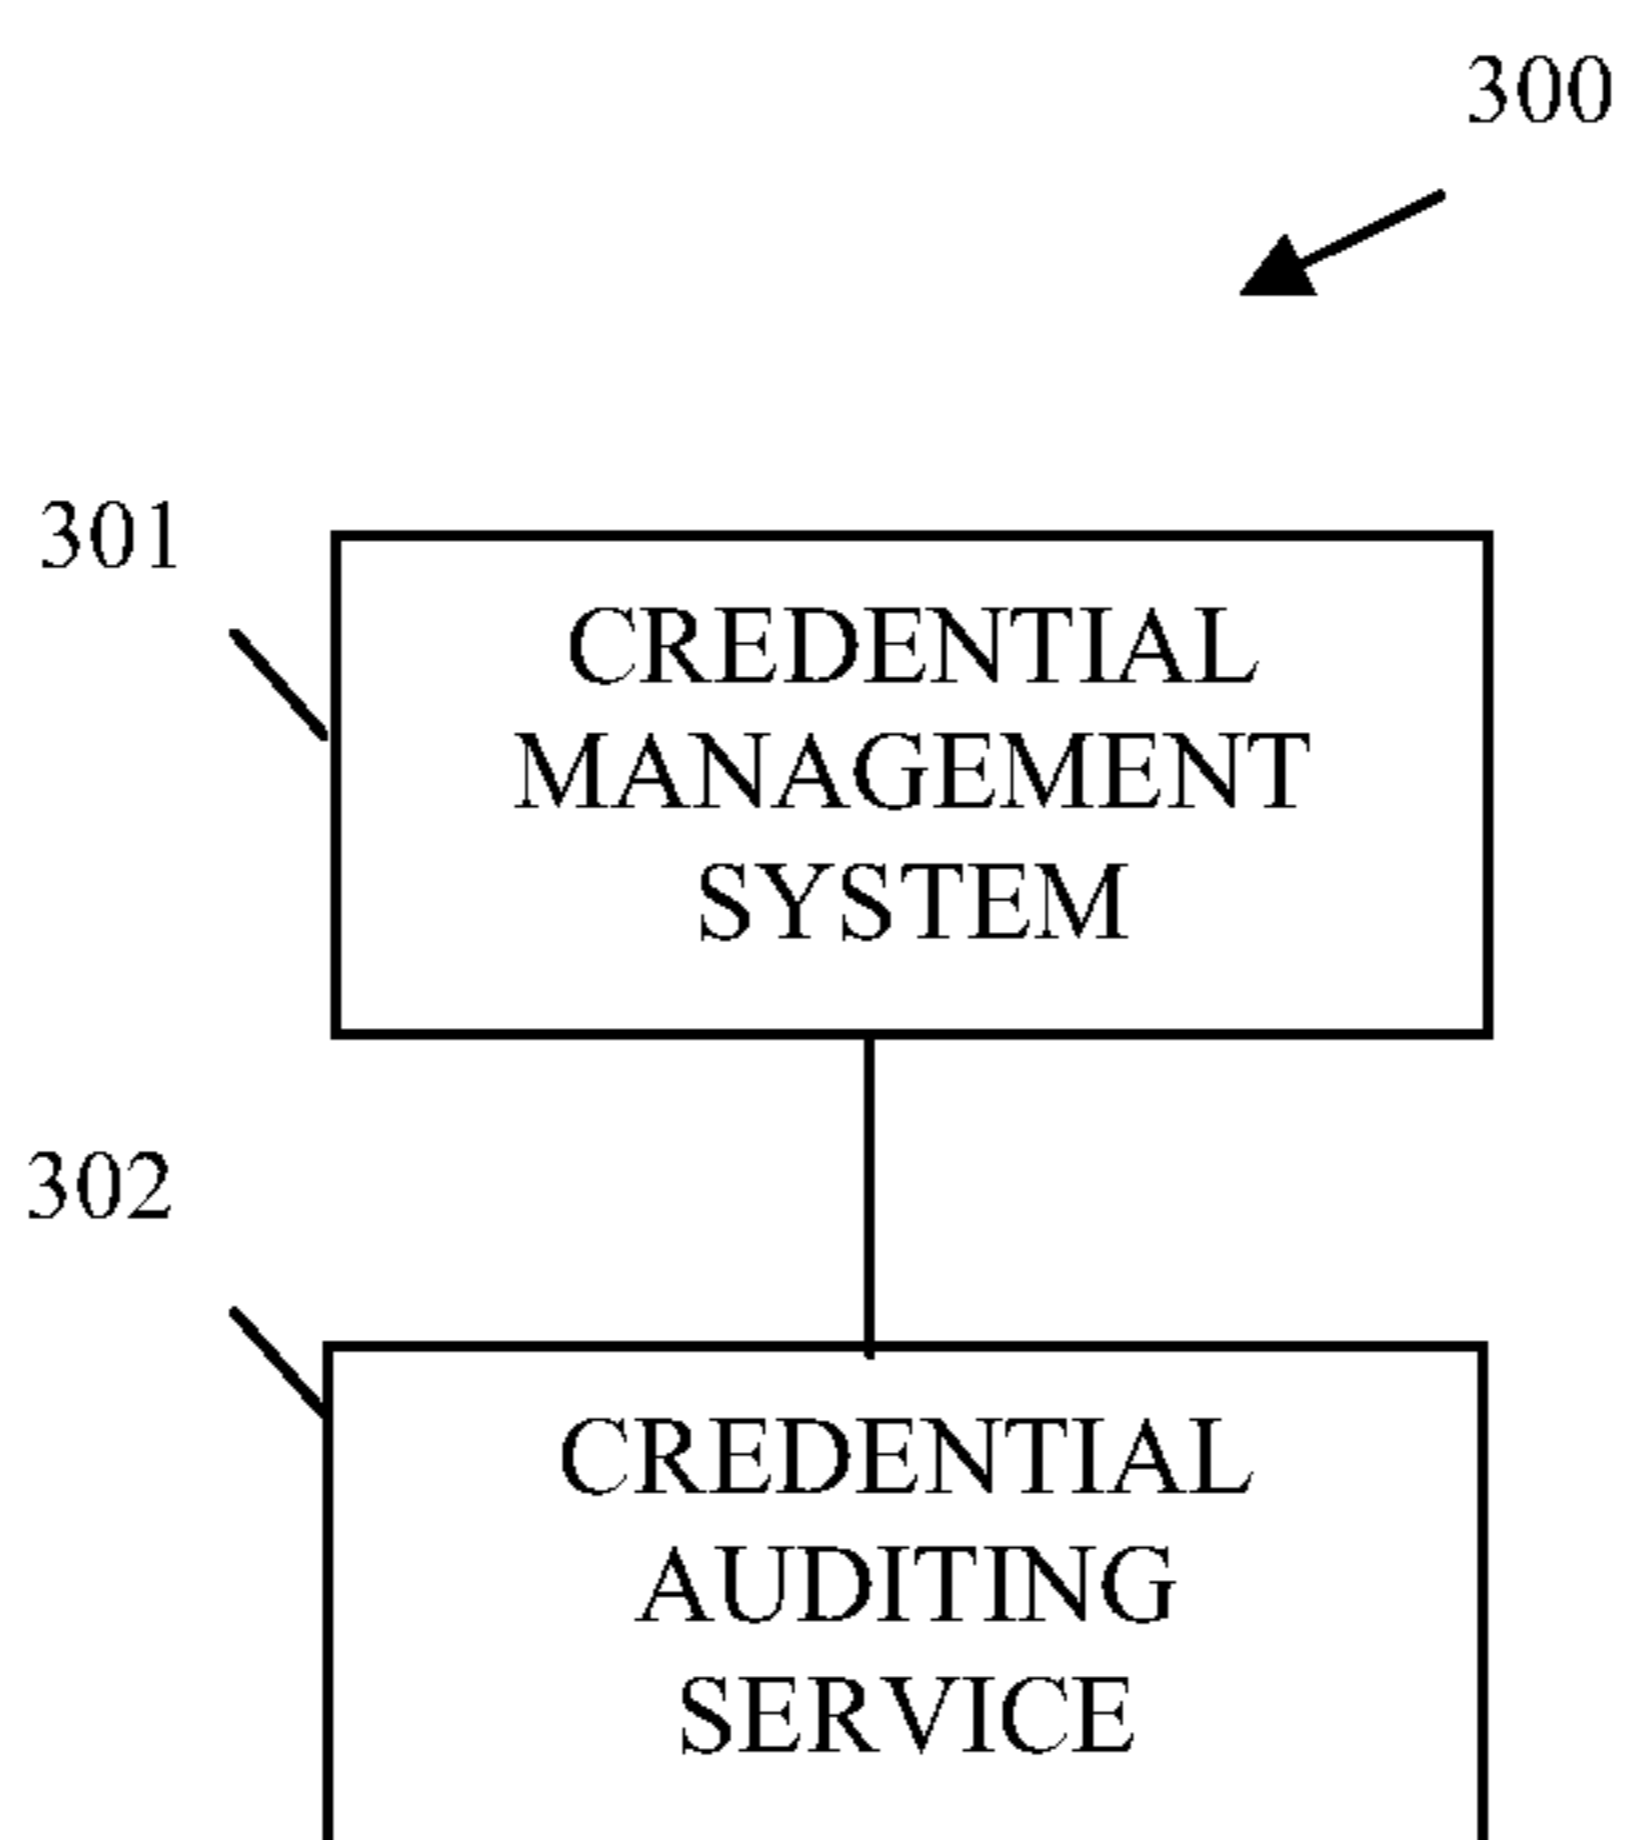 300
301
CREDENTIAL
MANAGEMENT
SYSTEM
302
CREDENTIAL
AUDITING
SERVICE